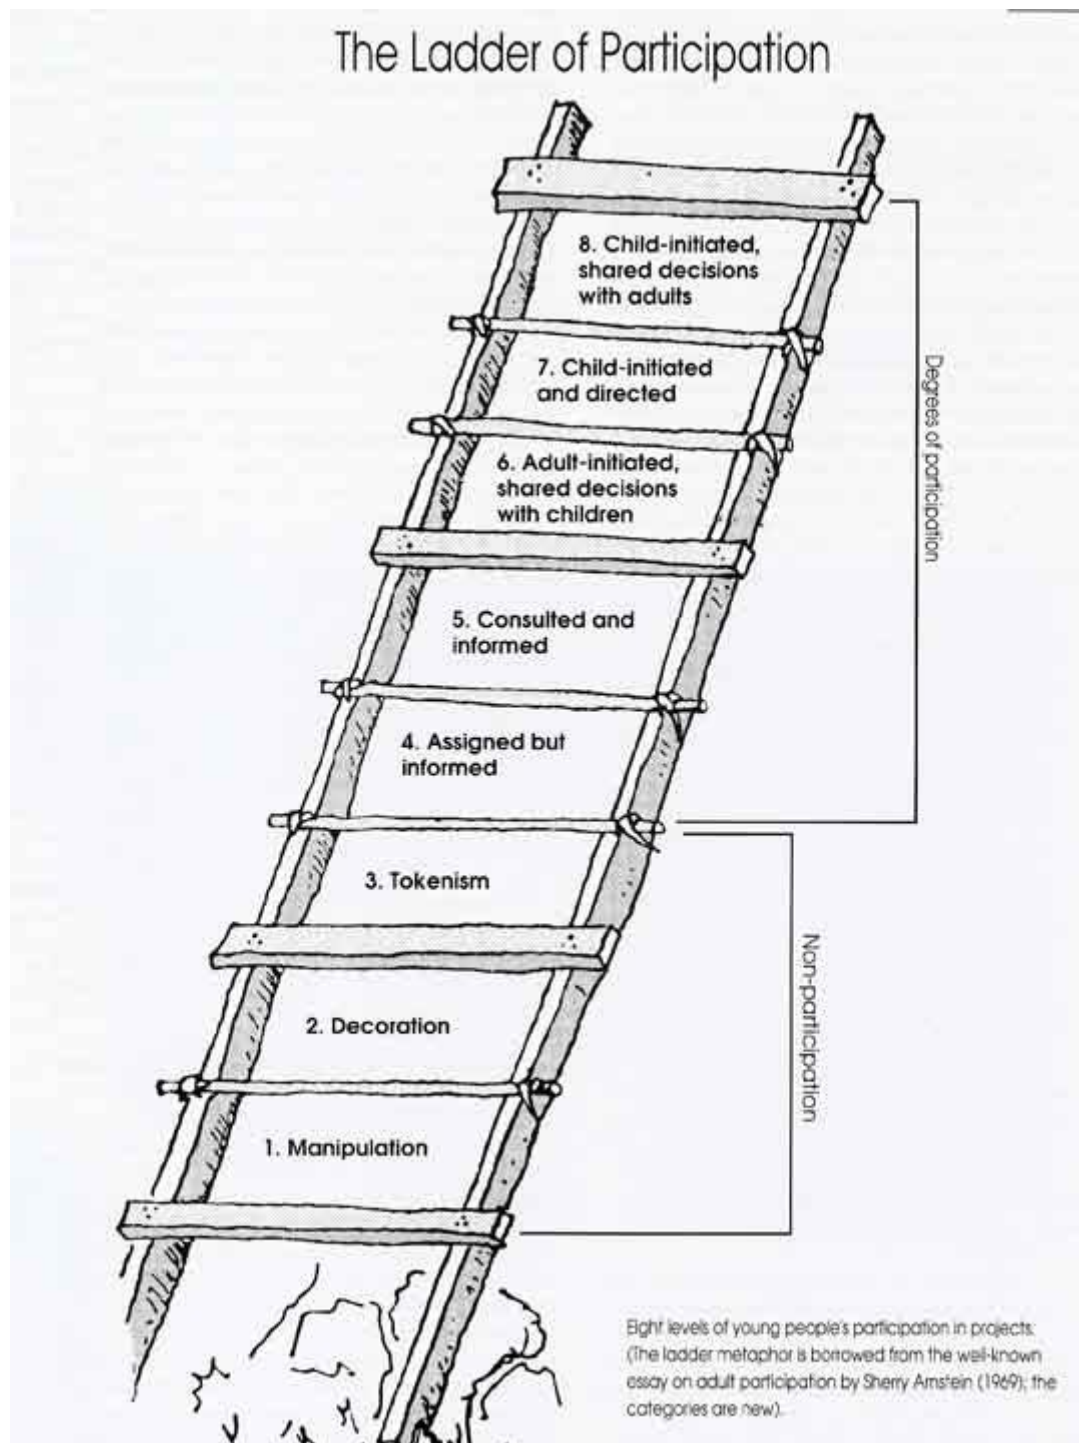 The Ladder of Participation
8. Child-initiated,
shared decisions
with adults
7. Child-initiated
and directed
6. Adult-initiated,
shared decisions
with children
5. Consulted and
informed
4. Assigned but
informed
3. Tokenism
2. Decoration
1. Manipulation
Degrees of participation
Non-participation
Eight levels of young people's participation in projects.
(The ladder metaphor is borrowed from the well-known
essay on adult participation by Sherry Arnstein (1969); the
categories are new).